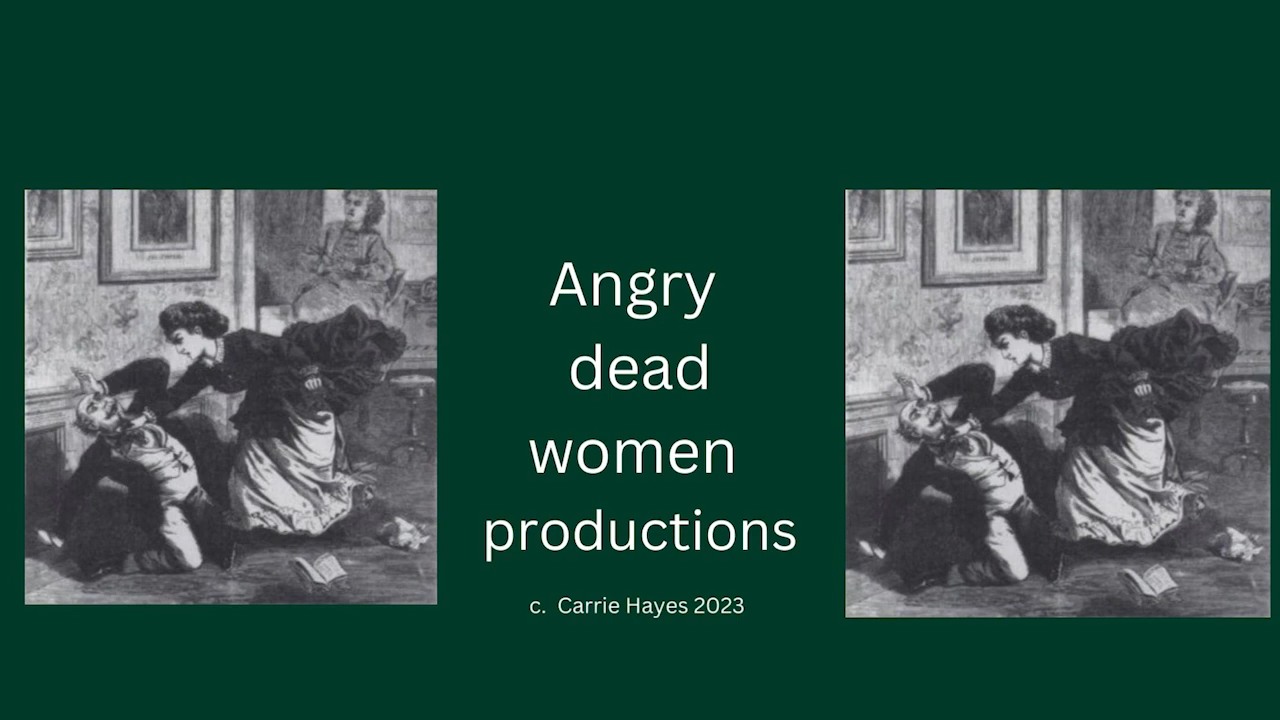 Angry
dead
women
productions
c. Carrie Hayes 2023